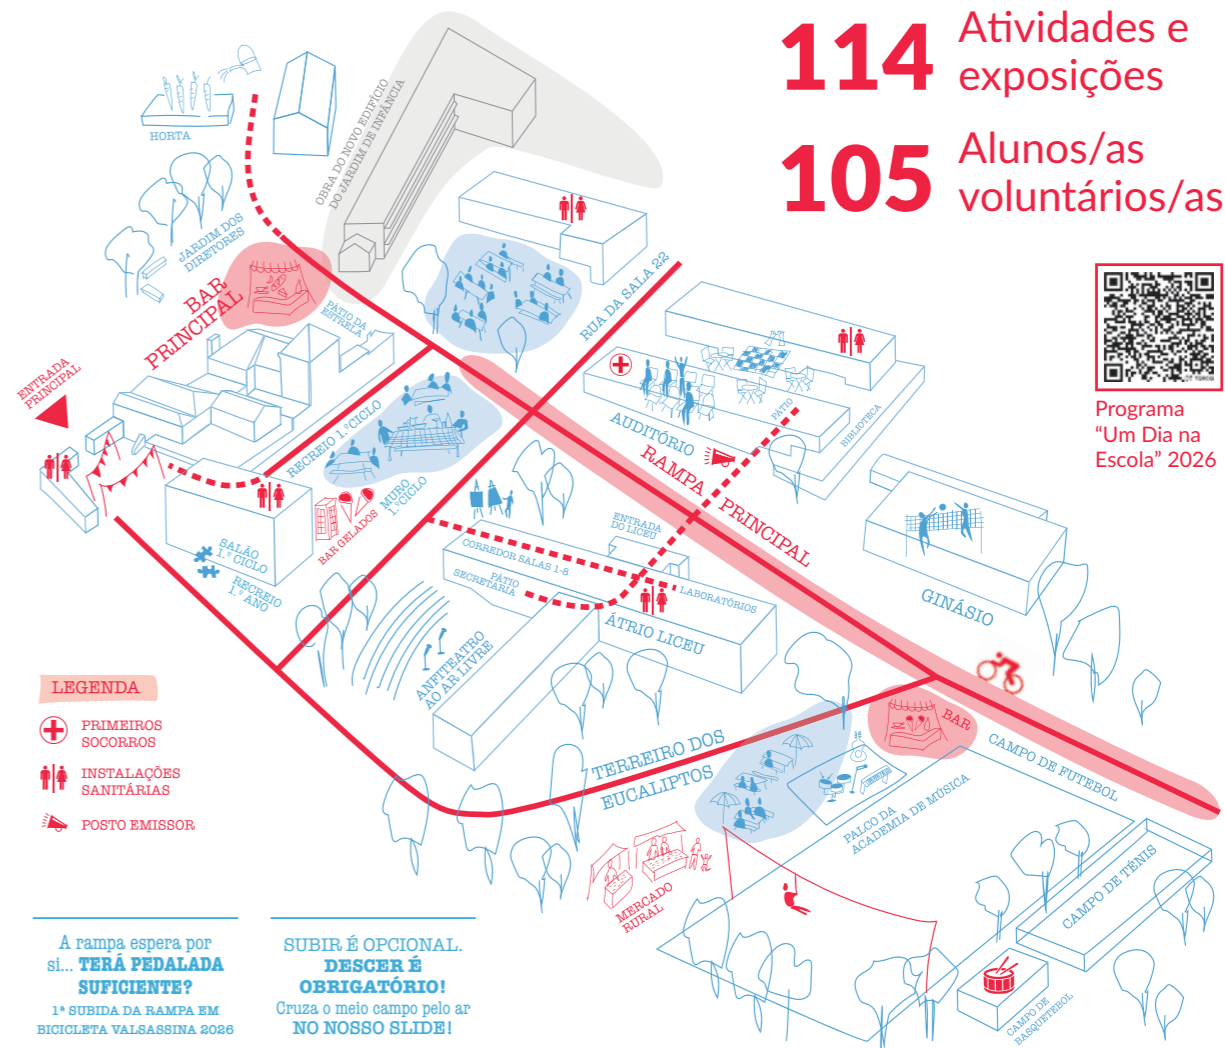 114
Atividades e
exposições
105
Alunos/as
voluntários/as
Programa
“Um Dia na
Escola” 2026
HORTA
OBRA DO NOVO EDIFÍCIO
DO JARDIM DE INFÂNCIA
JARDIM DOS
DIRETORES
BAR
PRINCIPAL
PÁTIO DA
ESTRELA
RUA DA SALA 22
ENTRADA
PRINCIPAL
RECREIO 1.º CICLO
MURO
1.º CICLO
BAR GELADOS
AUDITÓRIO
PÁTIO
BIBLIOTECA
RAMPA PRINCIPAL
SALÃO
1.º CICLO
RECREIO
1.º ANO
ENTRADA
DO LICEU
CORREDOR SALAS 1-8
PÁTIO
SECRETARIA
LABORATÓRIOS
ÁTRIO LICEU
GINÁSIO
ANFITEATRO
AO AR LIVRE
LEGENDA
PRIMEIROS
SOCORROS
INSTALAÇÕES
SANITÁRIAS
POSTO EMISSOR
TERREIRO DOS
EUCALIPTOS
BAR
CAMPO DE FUTEBOL
PALCO DA
ACADEMIA DE MÚSICA
MERCADO
RURAL
CAMPO DE TÉNIS
CAMPO DE
BASQUETEBOL
A rampa espera por
si... TERÁ PEDALADA
SUFICIENTE?
1ª SUBIDA DA RAMPA EM
BICICLETA VALSASSINA 2026
SUBIR É OPCIONAL.
DESCER É
OBRIGATÓRIO!
Cruza o meio campo pelo ar
NO NOSSO SLIDE!